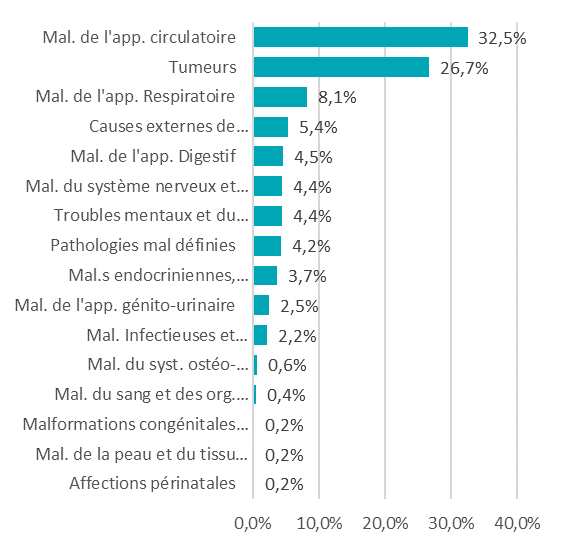 Mal. de l'app. circulatoire 32,5%
Tumeurs 26,7%
Mal. de l'app. Respiratoire 8,1%
Causes externes de... 5,4%
Mal. de l'app. Digestif 4,5%
Mal. du système nerveux et... 4,4%
Troubles mentaux et du... 4,4%
Pathologies mal définies 4,2%
Mal.s endocriniennes,... 3,7%
Mal. de l'app. génito-urinaire 2,5%
Mal. Infectieuses et... 2,2%
Mal. du syst. ostéo-... 0,6%
Mal. du sang et des org.... 0,4%
Malformations congénitales... 0,2%
Mal. de la peau et du tissu... 0,2%
Affections périnatales 0,2%
0,0% 10,0% 20,0% 30,0% 40,0%